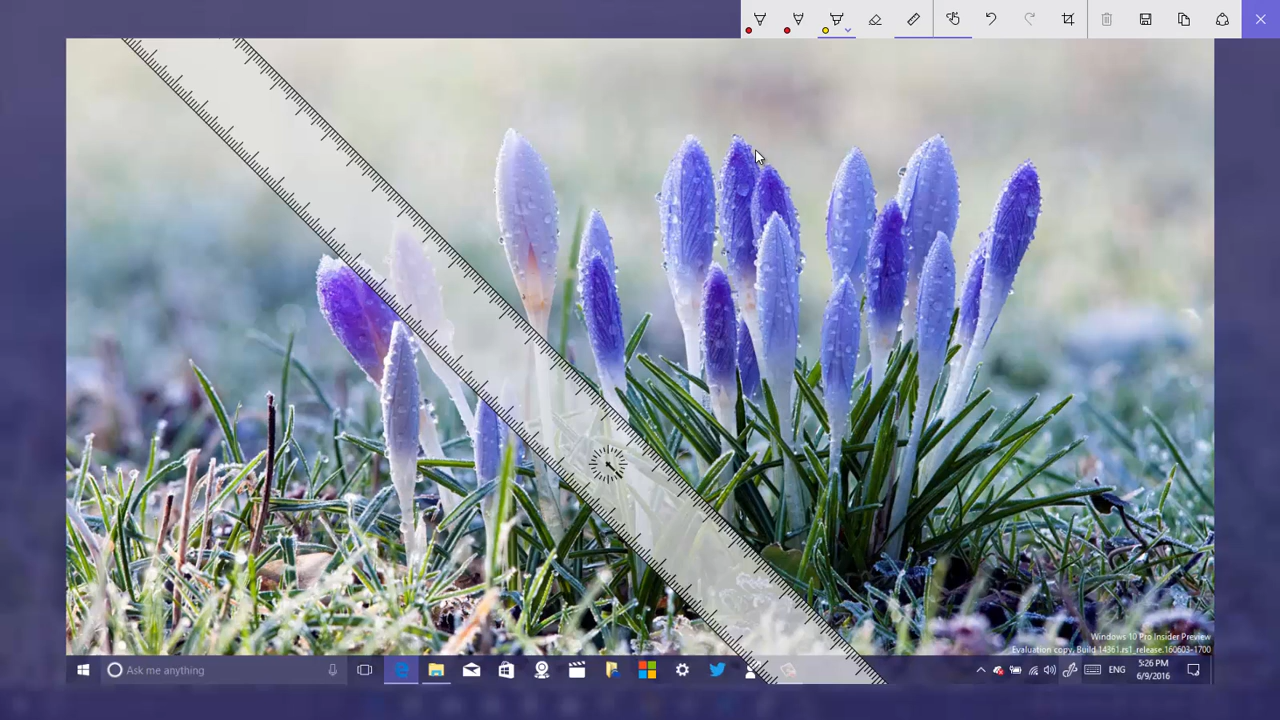 Windows 10 Pro Insider Preview
Evaluation copy. Build 14361.rs1_release.160603-1700
Ask me anything
ENG
5:26 PM
6/9/2016